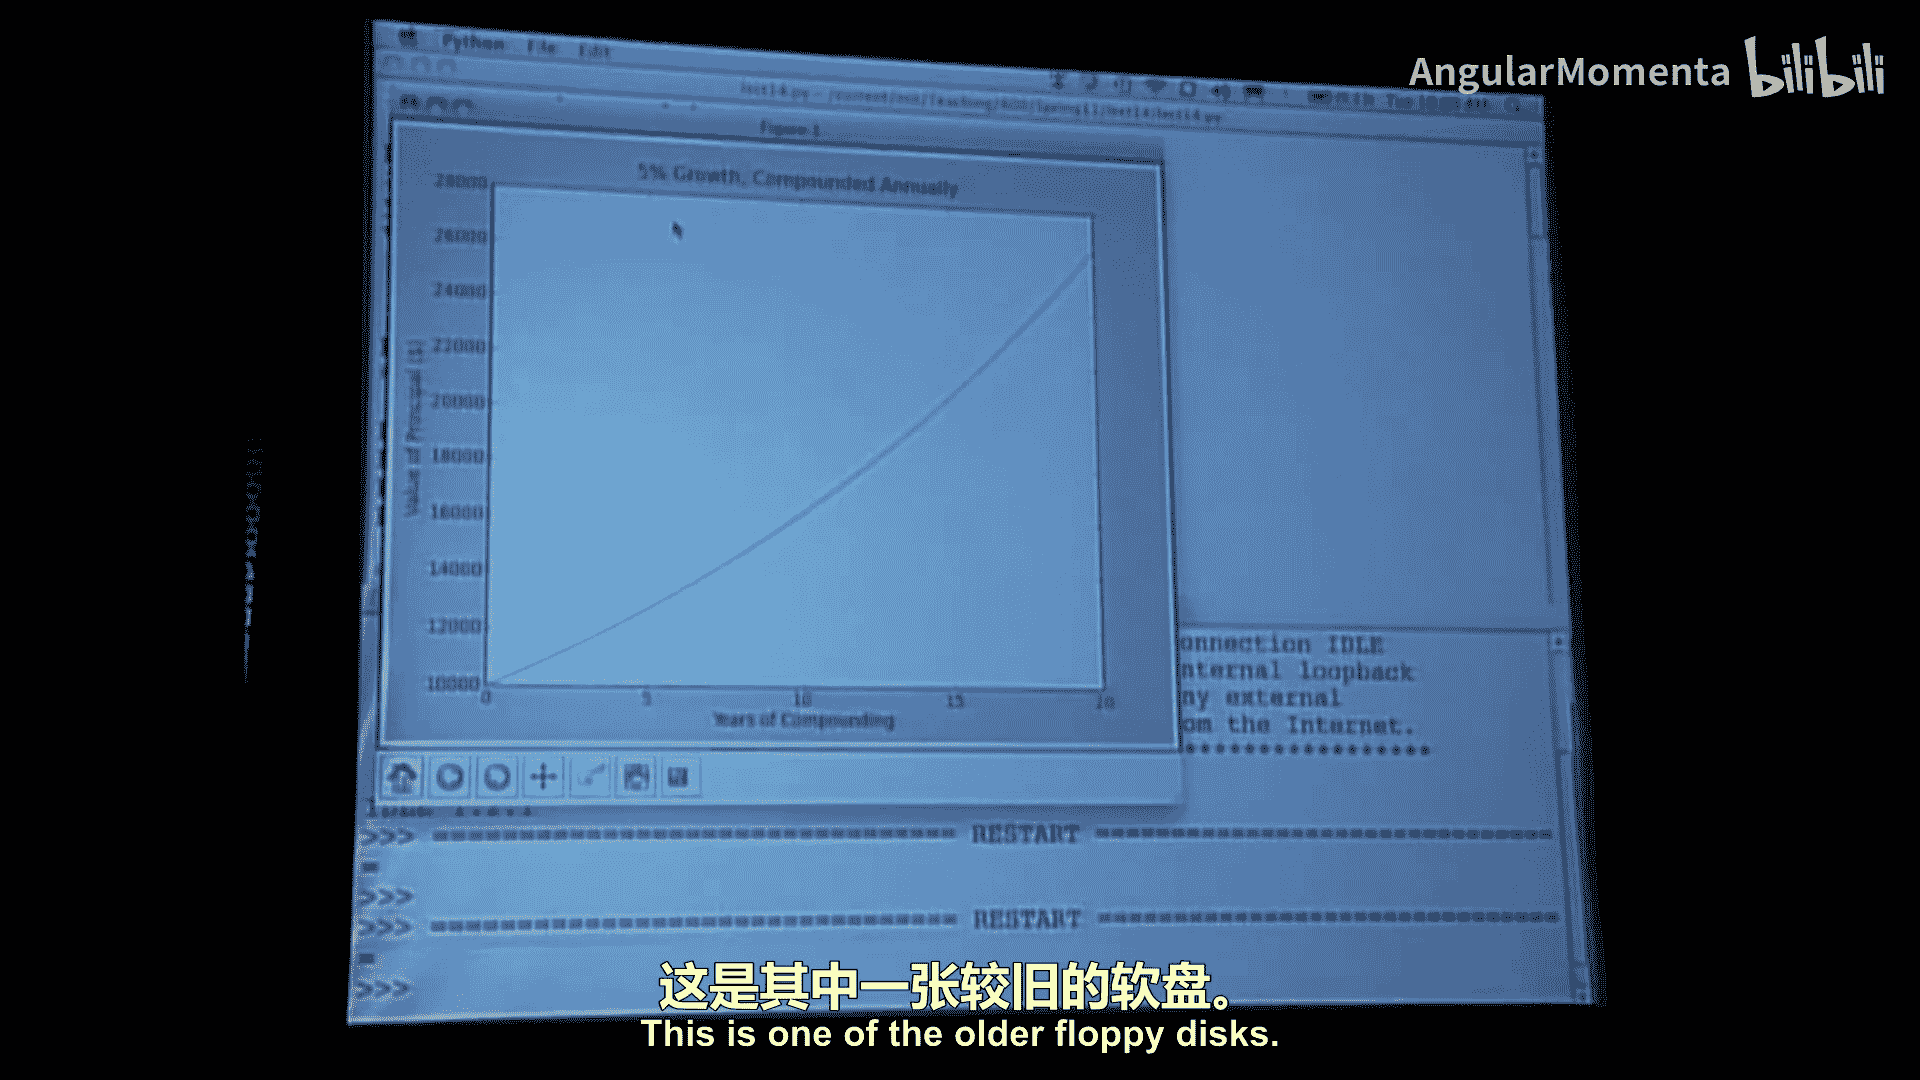 AngularMomenta bilibili
Python File Edit
Figure 1
5% Growth, Compounded Annually
28000
26000
24000
22000
20000
18000
16000
14000
12000
10000
Value of Principal ($)
0 5 10 15 20
Years of Compounding
onnection IDLE
nternal loopback
ny external
om the Internet.
>>> RESTART
>>>
>>> RESTART
>>>
这是其中一张较旧的软盘。
This is one of the older floppy disks.